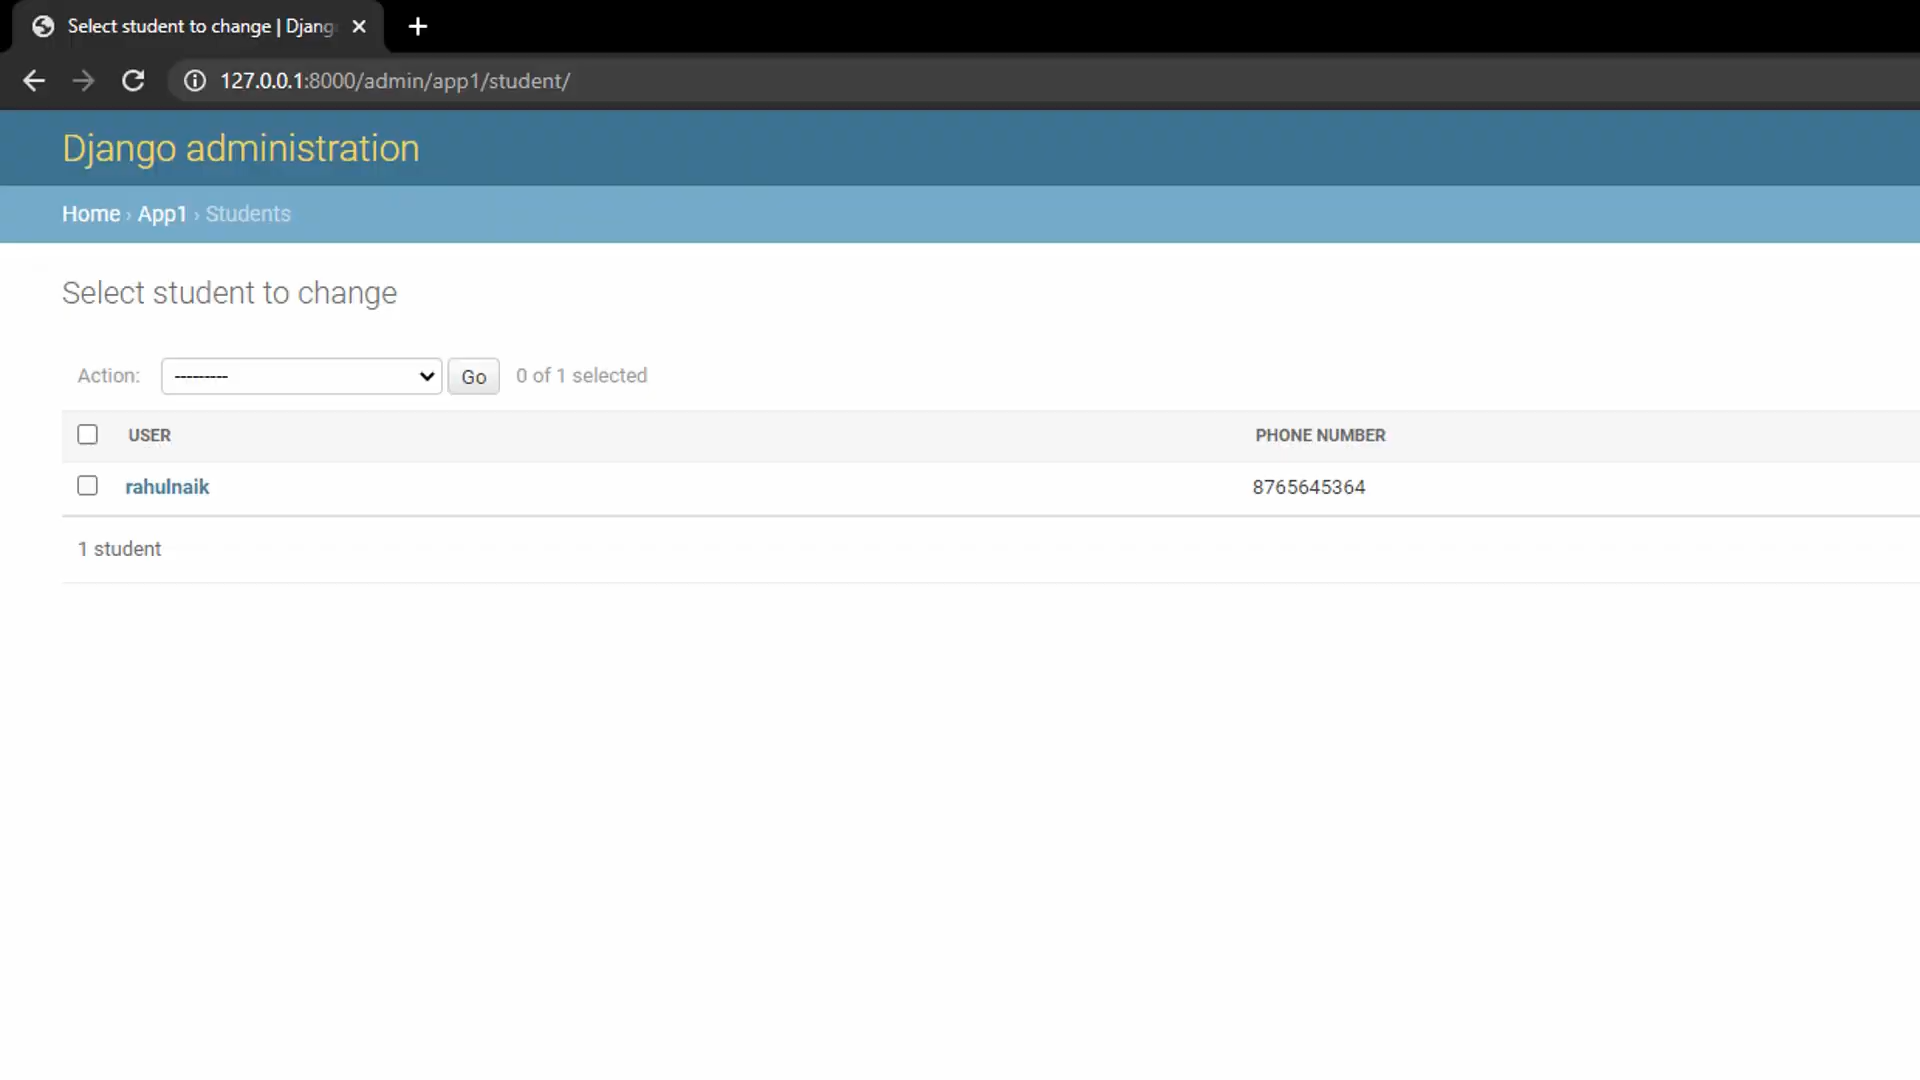 Select student to change | Djang
127.0.0.1:8000/admin/app1/student/
Django administration
Home › App1 › Students
Select student to change
Action: --------- Go 0 of 1 selected
USER PHONE NUMBER
rahulnaik 8765645364
1 student